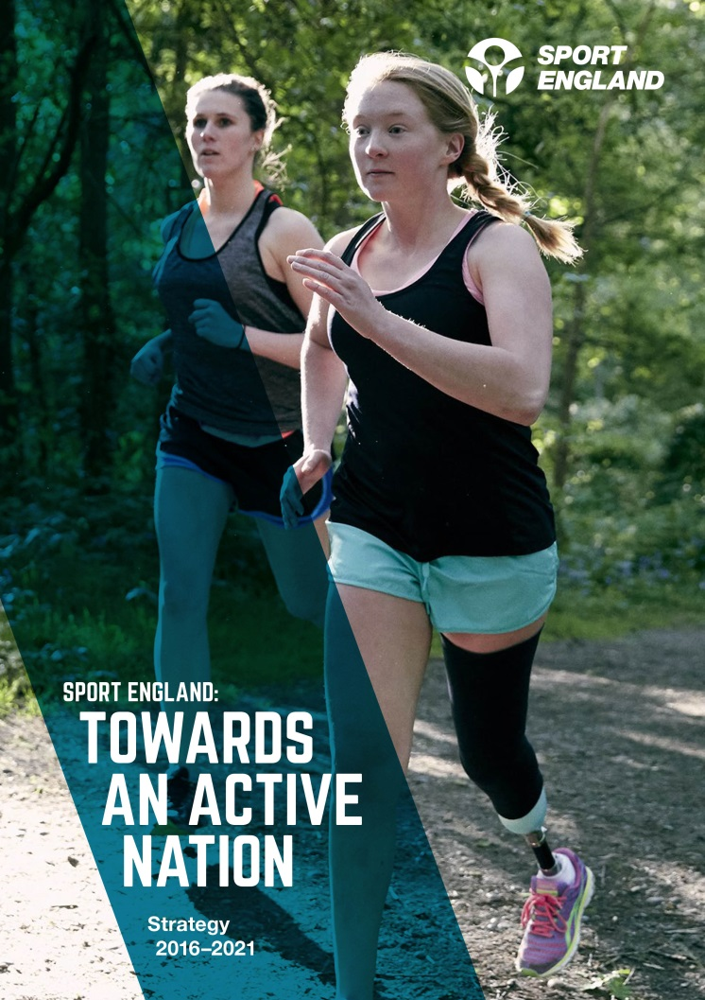 SPORT
ENGLAND
SPORT ENGLAND:
TOWARDS
AN ACTIVE
NATION
Strategy
2016–2021